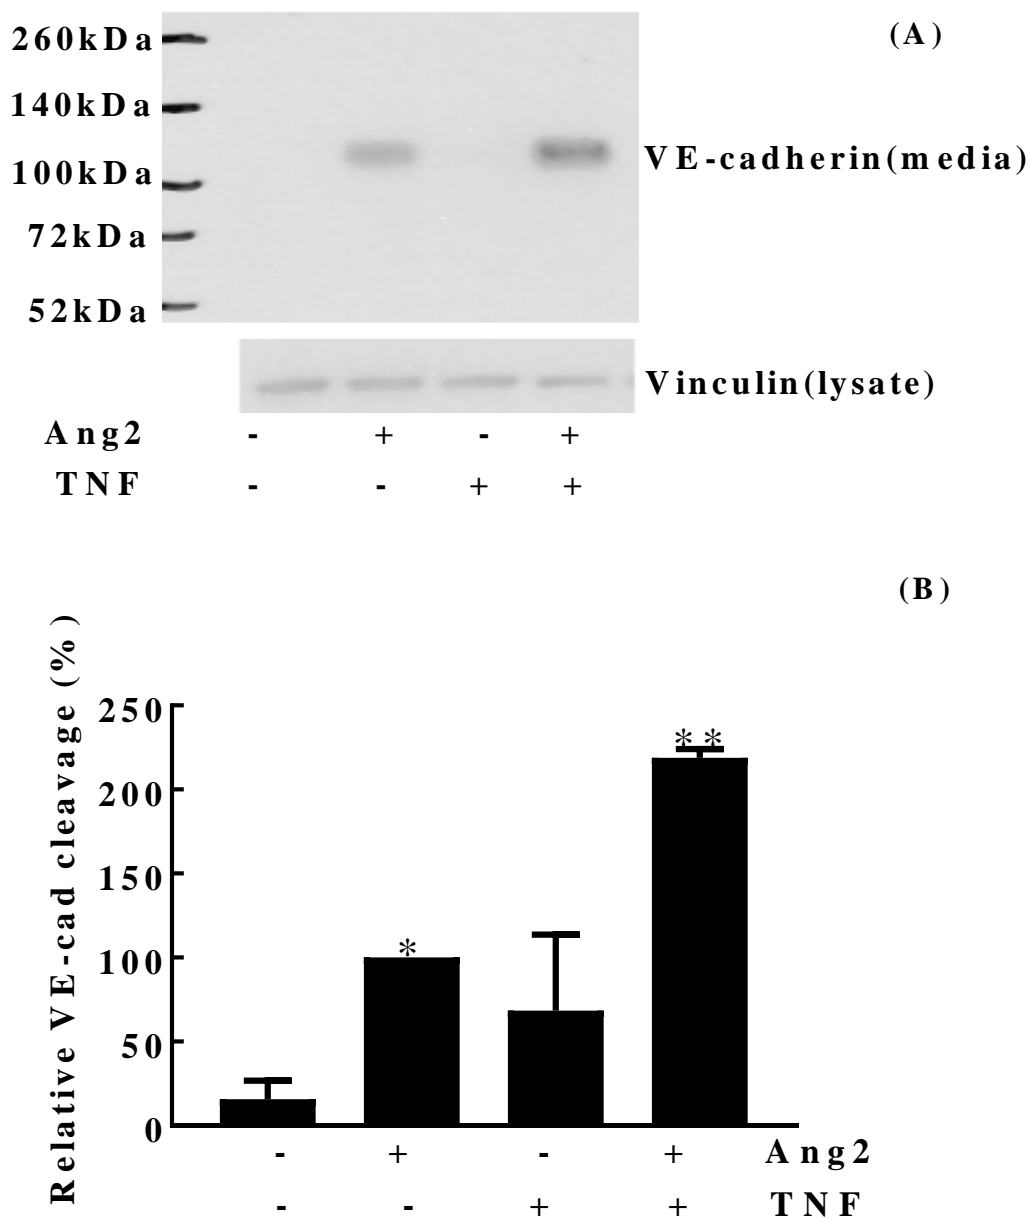 (A)
260kDa
140kDa
VE-cadherin(media)
100kDa
72kDa
52kDa
Vinculin(lysate)
Ang2 - + - +
TNF - - + +
(B)
Relative VE-cad cleavage (%)
250
**
200
150
100
*
50
0
- + - + Ang2
- - + + TNF